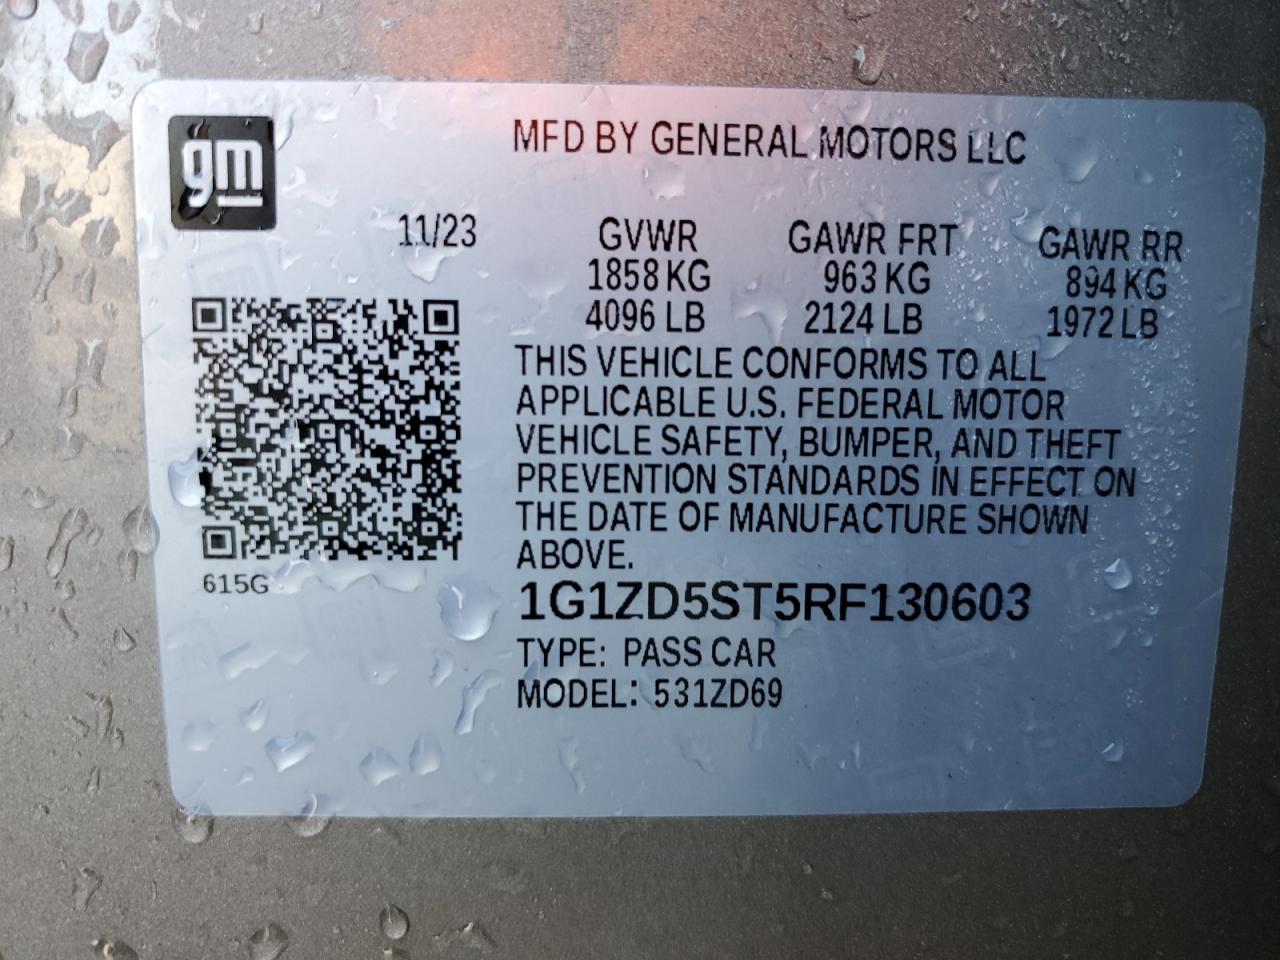 gm
MFD BY GENERAL MOTORS LLC
11/23 GVWR GAWR FRT GAWR RR
1858 KG 963 KG 894 KG
4096 LB 2124 LB 1972 LB
THIS VEHICLE CONFORMS TO ALL
APPLICABLE U.S. FEDERAL MOTOR
VEHICLE SAFETY, BUMPER, AND THEFT
PREVENTION STANDARDS IN EFFECT ON
THE DATE OF MANUFACTURE SHOWN
ABOVE.
615G
1G1ZD5ST5RF130603
TYPE: PASS CAR
MODEL: 531ZD69